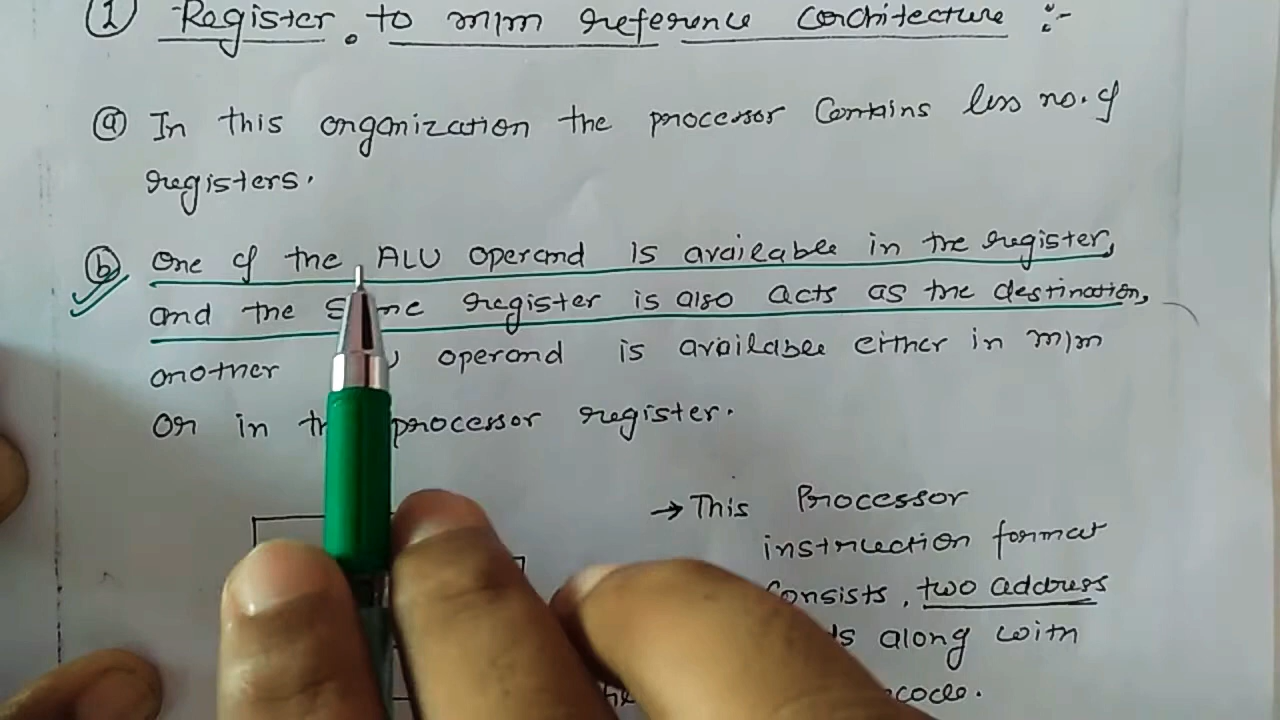 ① Register to m/m reference architecture :-
ⓐ In this organization the processor Contains less no. of
registers.
ⓑ One of the ALU operand is available in the register,
and the same register is also acts as the destination,
another operand is available either in m/m
Or in the processor register.
→ This Processor
instruction format
Consists, two address
along with